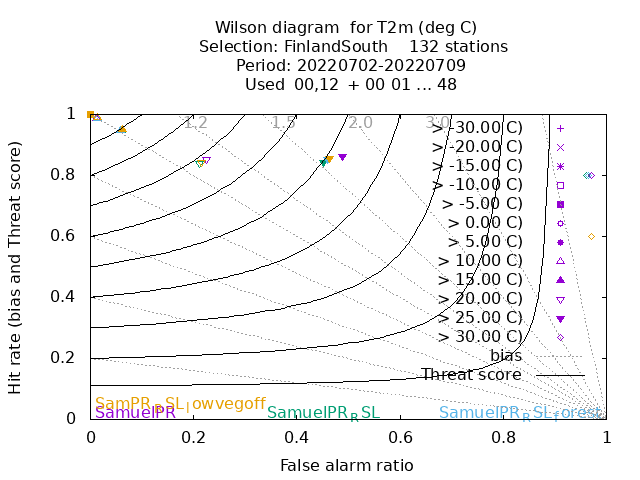 Wilson diagram  for T2m (deg C)
Selection: FinlandSouth    132 stations
Period: 20220702-20220709
Used  00,12  + 00 01 ... 48
Hit rate (bias and Threat score)
1
0.8
0.6
0.4
0.2
0
1.2
1.5
2.0
3.0
> -30.00 C)
> -20.00 C)
> -15.00 C)
> -10.00 C)
> -5.00 C)
> 0.00 C)
> 5.00 C)
> 10.00 C)
> 15.00 C)
> 20.00 C)
> 25.00 C)
> 30.00 C)
bias
Threat score
SamPR_RSL_lowvegoff
SamuelPR
SamuelPR_RSL
SamuelPR_RSL_forest
0
0.2
0.4
0.6
0.8
1
False alarm ratio